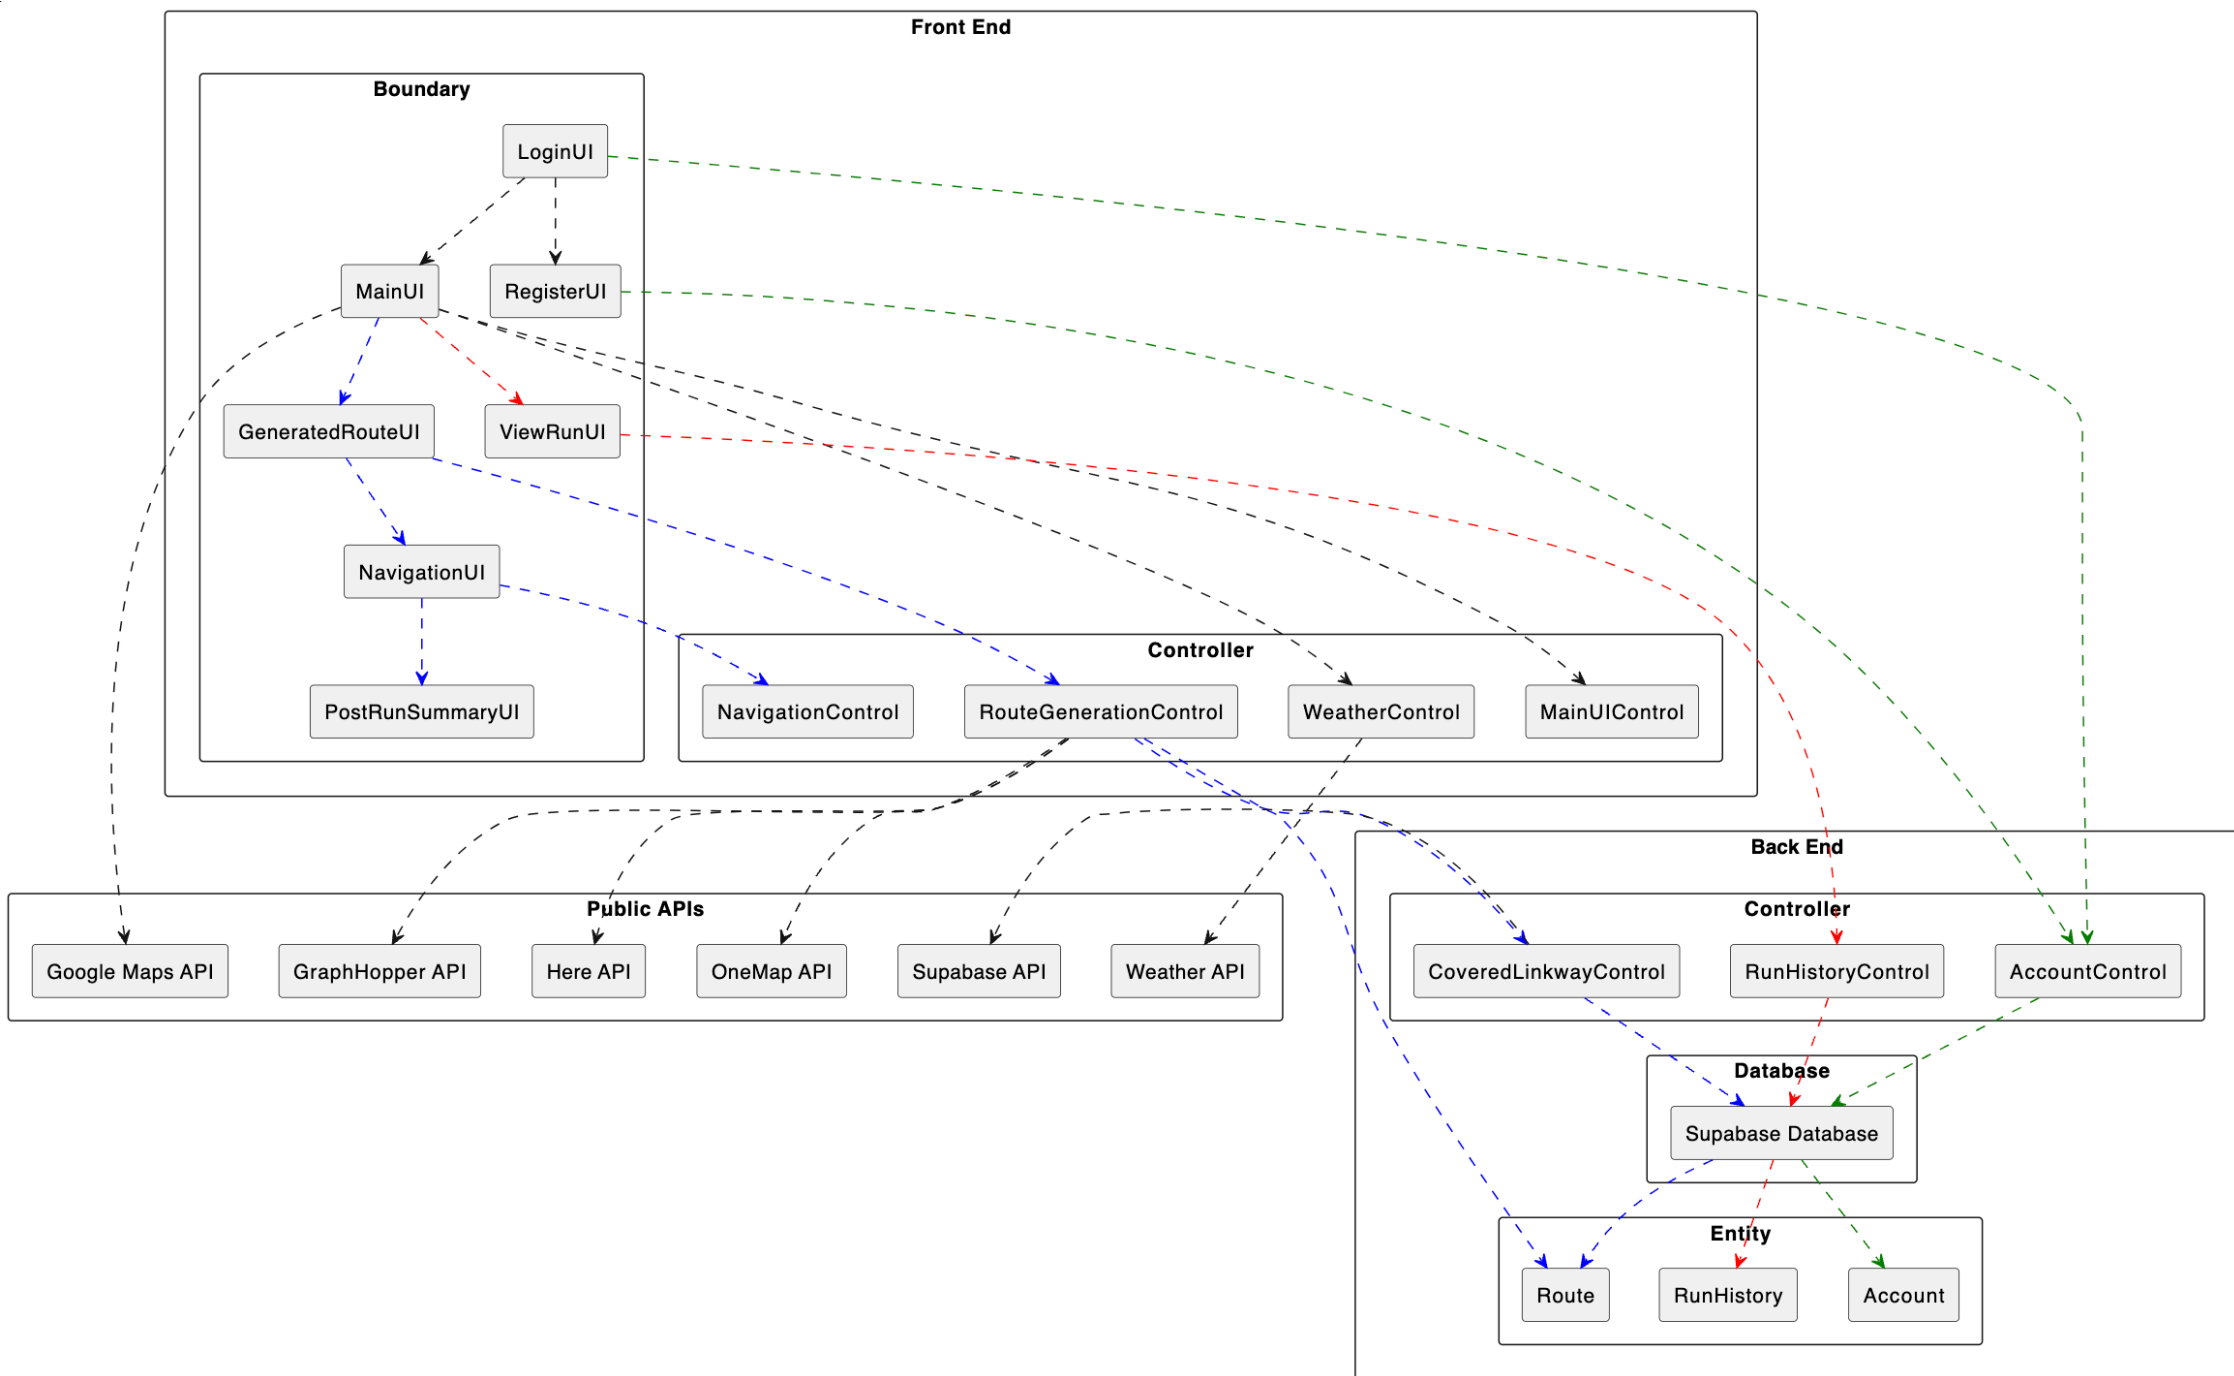 Front End
Boundary
LoginUI
MainUI
RegisterUI
GeneratedRouteUI
ViewRunUI
NavigationUI
Controller
PostRunSummaryUI
NavigationControl
RouteGenerationControl
WeatherControl
MainUIControl
Back End
Public APIs
Controller
Google Maps API
GraphHopper API
Here API
OneMap API
Supabase API
Weather API
CoveredLinkwayControl
RunHistoryControl
AccountControl
Database
Supabase Database
Entity
Route
RunHistory
Account